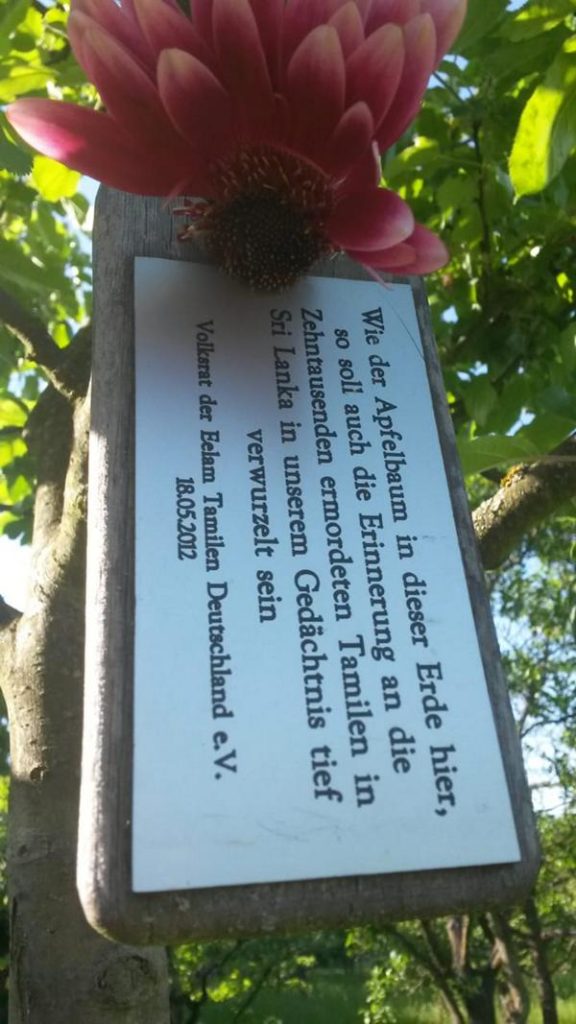 Wie der Apfelbaum in dieser Erde hier,
so soll auch die Erinnerung an die
Zehntausenden ermordeten Tamilen in
Sri Lanka in unserem Gedächtnis tief
verwurzelt sein
Volksrat der Eelam Tamilen Deutschland e.V.
18.05.2012